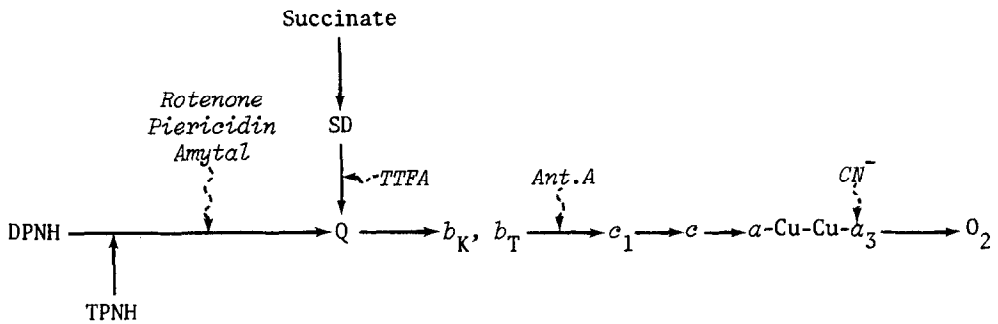 Succinate
Rotenone
Piericidin
Amytal
SD
TTFA
Ant.A
CN⁻
DPNH
Q
b_K, b_T
c_1
c
a-Cu-Cu-a_3
O_2
TPNH